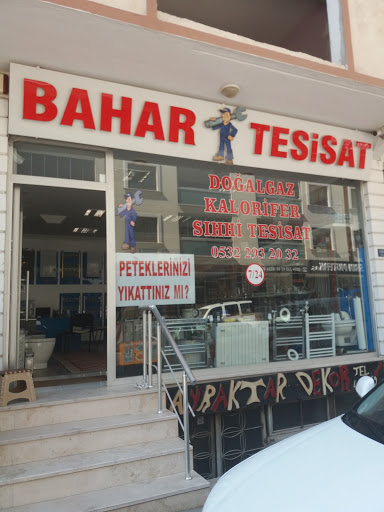 BAHAR TESİSAT
DOĞALGAZ
KALORİFER
SIHHİ TESİSAT
0532 293 20 32
7/24
PETEKLERİNİZİ
YIKATTINIZ MI?
DEKOR TEL